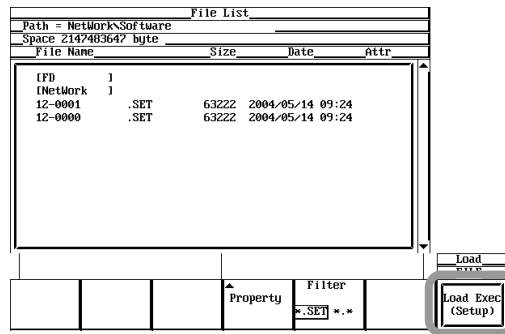 File List
Path = NetWork\Software
Space 2147483647 byte
File Name Size Date Attr
[FD ]
[NetWork ]
12-0001 .SET 63222 2004/05/14 09:24
12-0000 .SET 63222 2004/05/14 09:24
Load
FILE
Property
Filter
*.SET *.*
Load Exec
(Setup)